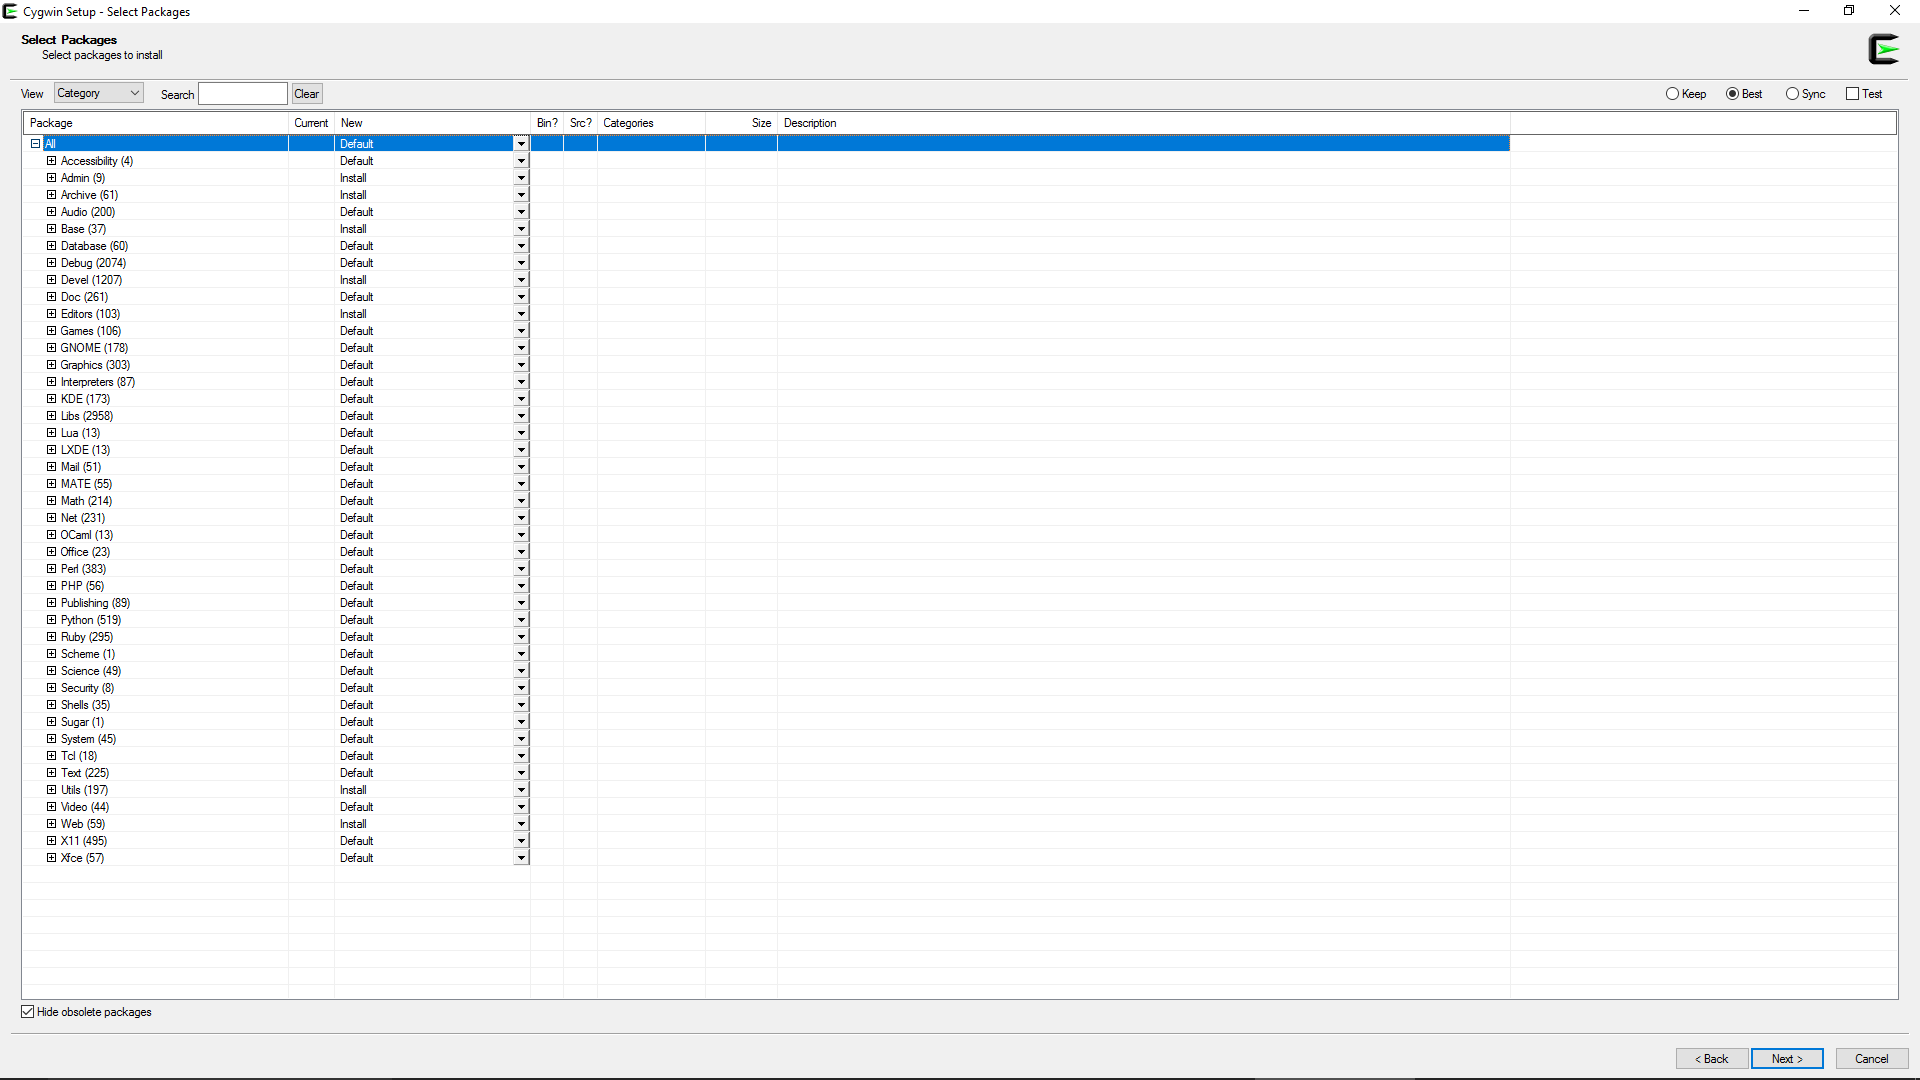 Cygwin Setup - Select Packages
Select Packages
Select packages to install
View Category Search Clear Keep Best Sync Test
Package Current New Bin? Src? Categories Size Description
All Default
Accessibility (4) Default
Admin (9) Install
Archive (61) Install
Audio (200) Default
Base (37) Install
Database (60) Default
Debug (2074) Default
Devel (1207) Install
Doc (261) Default
Editors (103) Install
Games (106) Default
GNOME (178) Default
Graphics (303) Default
Interpreters (87) Default
KDE (173) Default
Libs (2958) Default
Lua (13) Default
LXDE (13) Default
Mail (51) Default
MATE (55) Default
Math (214) Default
Net (231) Default
OCaml (13) Default
Office (23) Default
Perl (383) Default
PHP (56) Default
Publishing (89) Default
Python (519) Default
Ruby (295) Default
Scheme (1) Default
Science (49) Default
Security (8) Default
Shells (35) Default
Sugar (1) Default
System (45) Default
Tcl (18) Default
Text (225) Default
Utils (197) Install
Video (44) Default
Web (59) Install
X11 (495) Default
Xfce (57) Default
Hide obsolete packages
< Back Next > Cancel